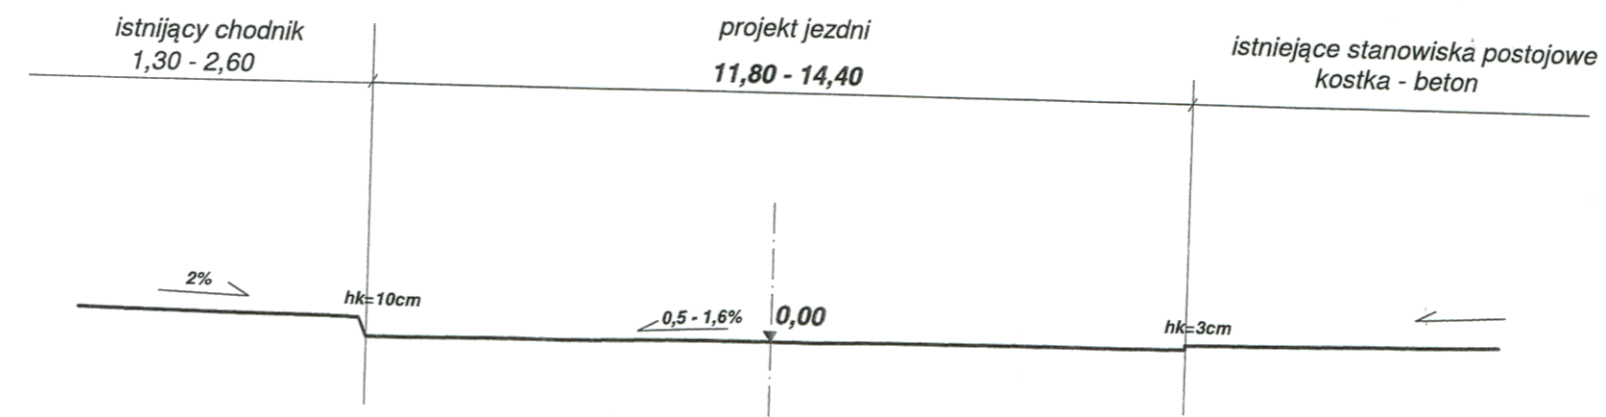 istnijący chodnik
1,30 - 2,60
projekt jezdni
11,80 - 14,40
istniejące stanowiska postojowe
kostka - beton
2%
hk=10cm
0,5 - 1,6%
0,00
hk=3cm